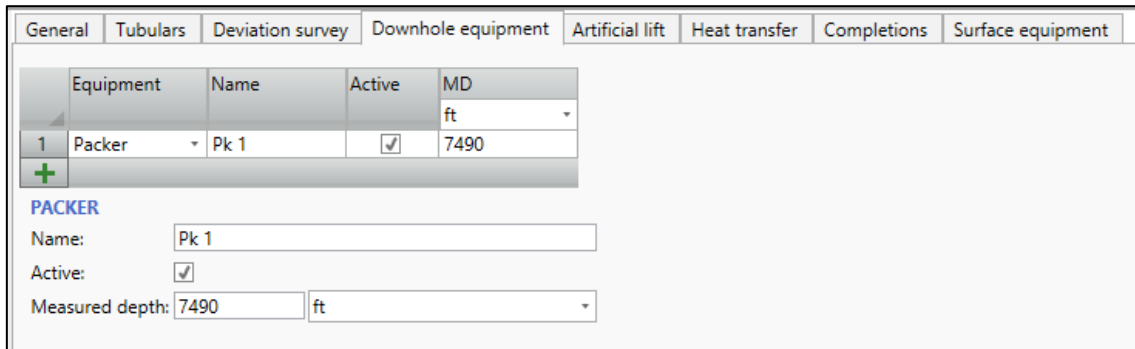 General Tubulars Deviation survey Downhole equipment Artificial lift Heat transfer Completions Surface equipment
Equipment Name Active MD
ft
1 Packer Pk 1 7490
PACKER
Name: Pk 1
Active:
Measured depth: 7490 ft